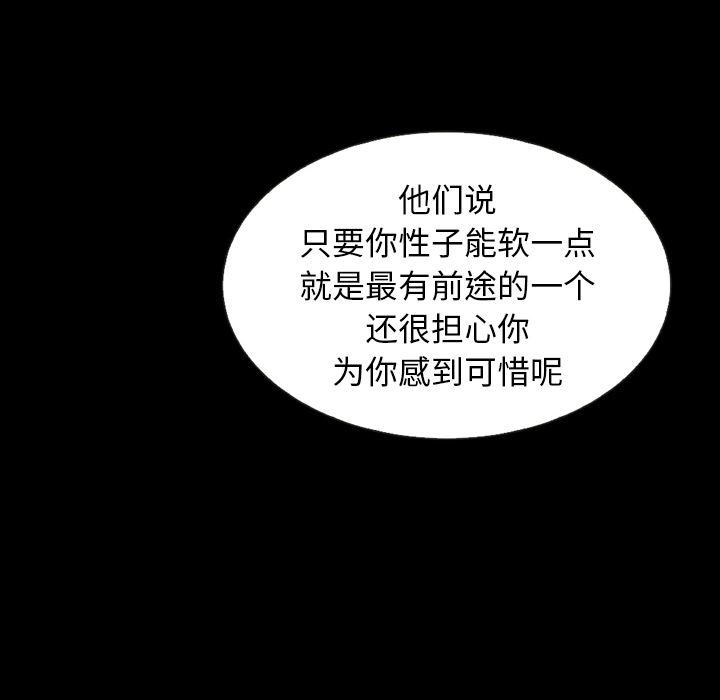 他们说
只要你性子能软一点
就是最有前途的一个
还很担心你
为你感到可惜呢